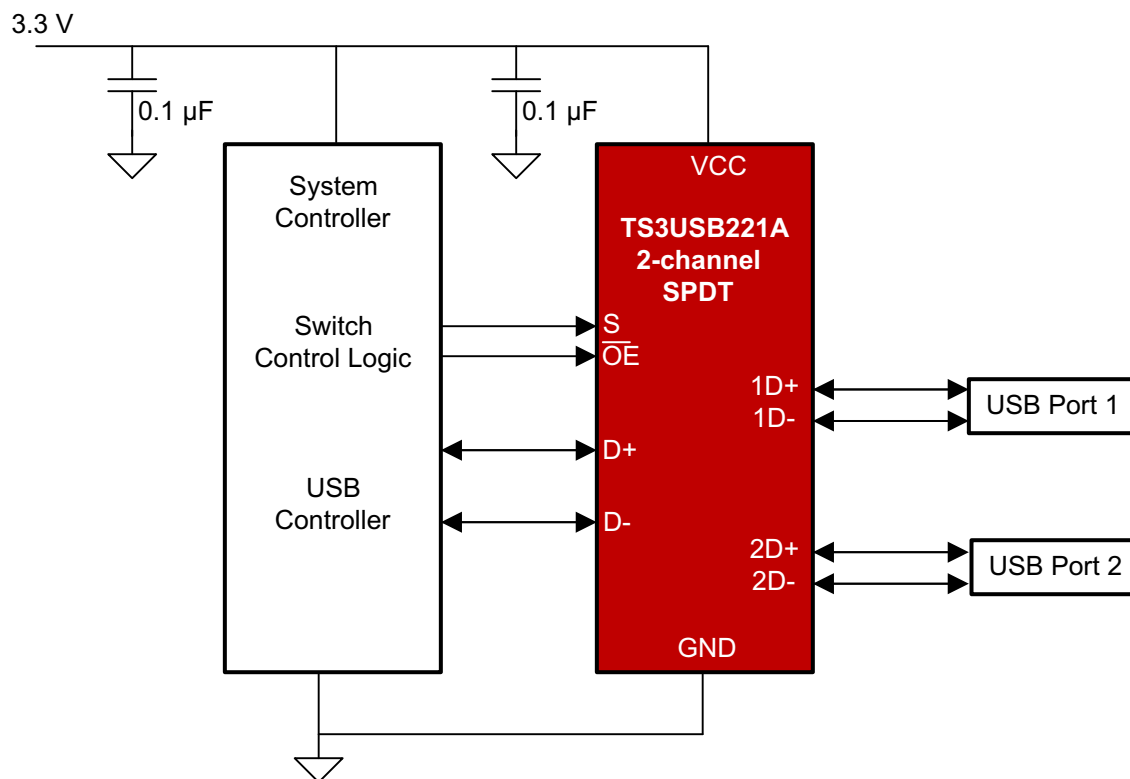 3.3 V
0.1 µF
0.1 µF
System
Controller
Switch
Control Logic
USB
Controller
VCC
TS3USB221A
2-channel
SPDT
S
O̅E̅
D+
D-
1D+
1D-
2D+
2D-
GND
USB Port 1
USB Port 2